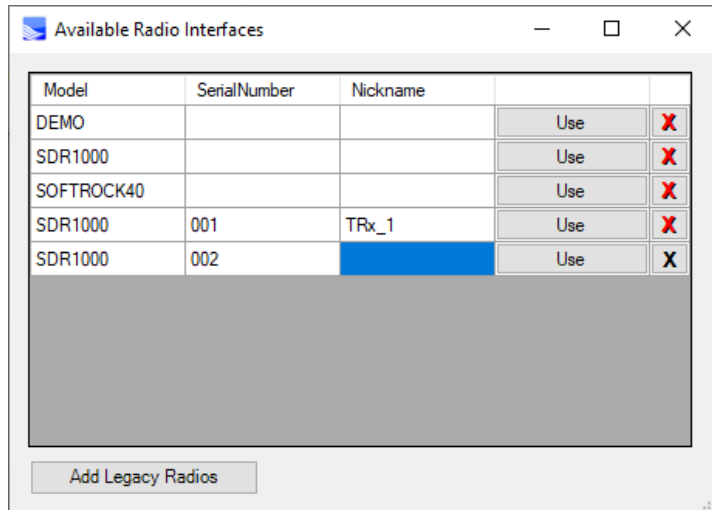 Available Radio Interfaces
Model SerialNumber Nickname
DEMO Use X
SDR1000 Use X
SOFTROCK40 Use X
SDR1000 001 TRx_1 Use X
SDR1000 002 Use X
Add Legacy Radios